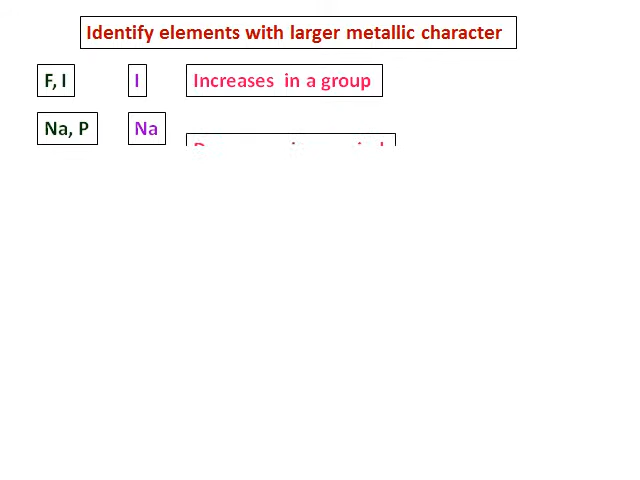 Identify elements with larger metallic character
F, I
I
Increases in a group
Na, P
Na